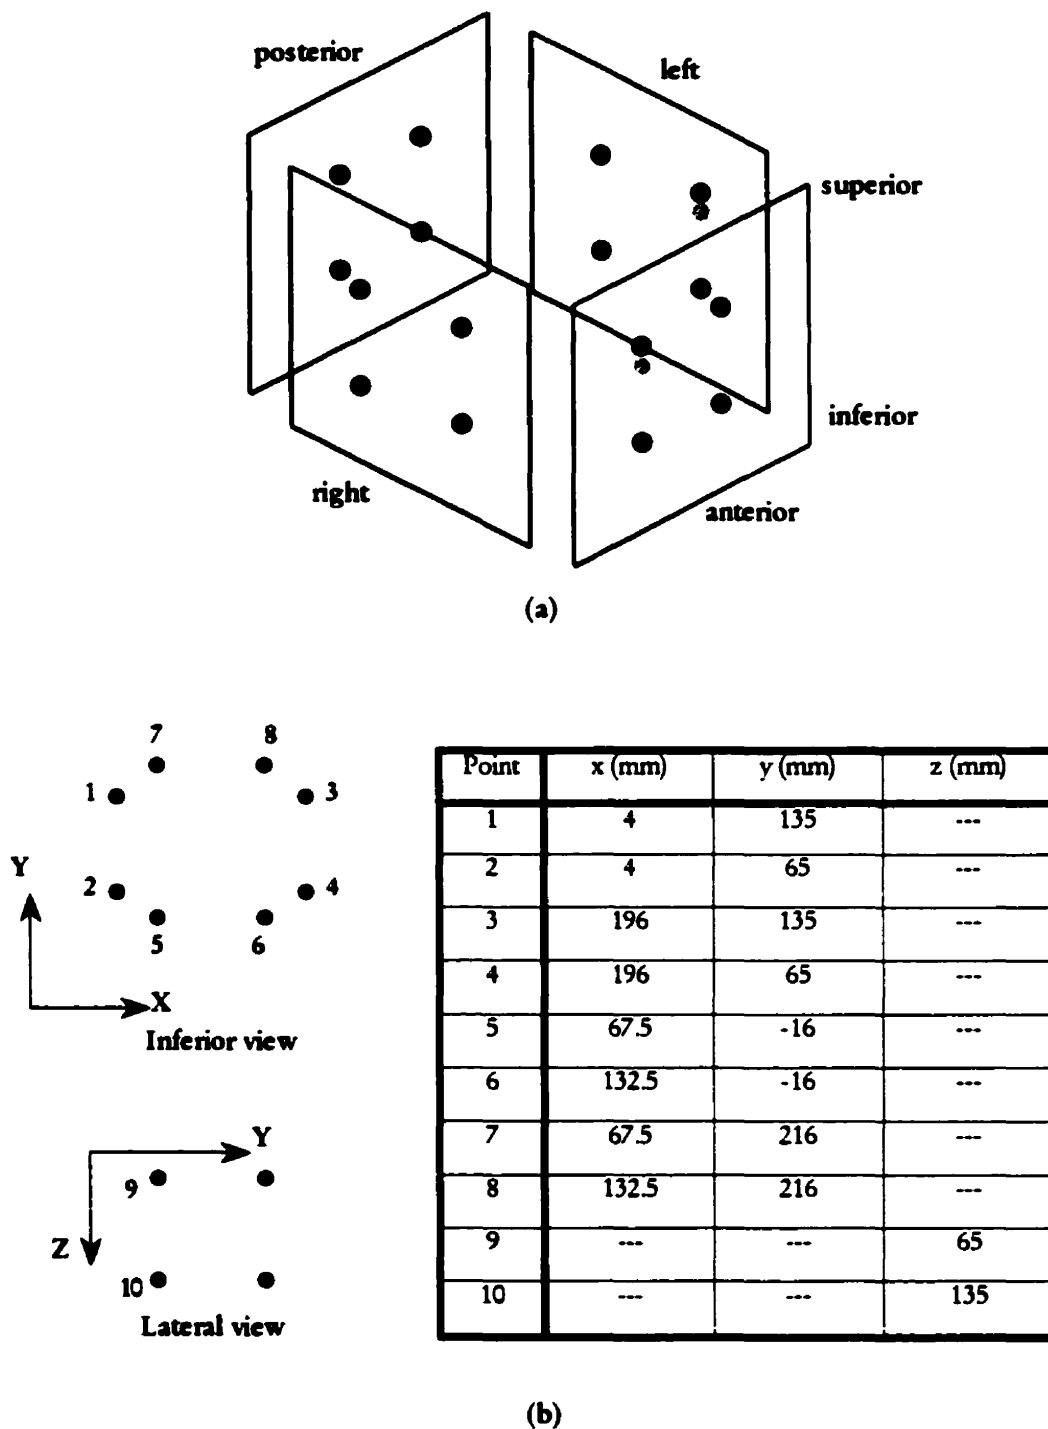 posterior
left
superior
inferior
right
anterior
(a)
7 8
1 3
Y
2 4
5 6
X
Inferior view
Y
9
Z
10
Lateral view
Point x (mm) y (mm) z (mm)
1 4 135 ---
2 4 65 ---
3 196 135 ---
4 196 65 ---
5 67.5 -16 ---
6 132.5 -16 ---
7 67.5 216 ---
8 132.5 216 ---
9 --- --- 65
10 --- --- 135
(b)